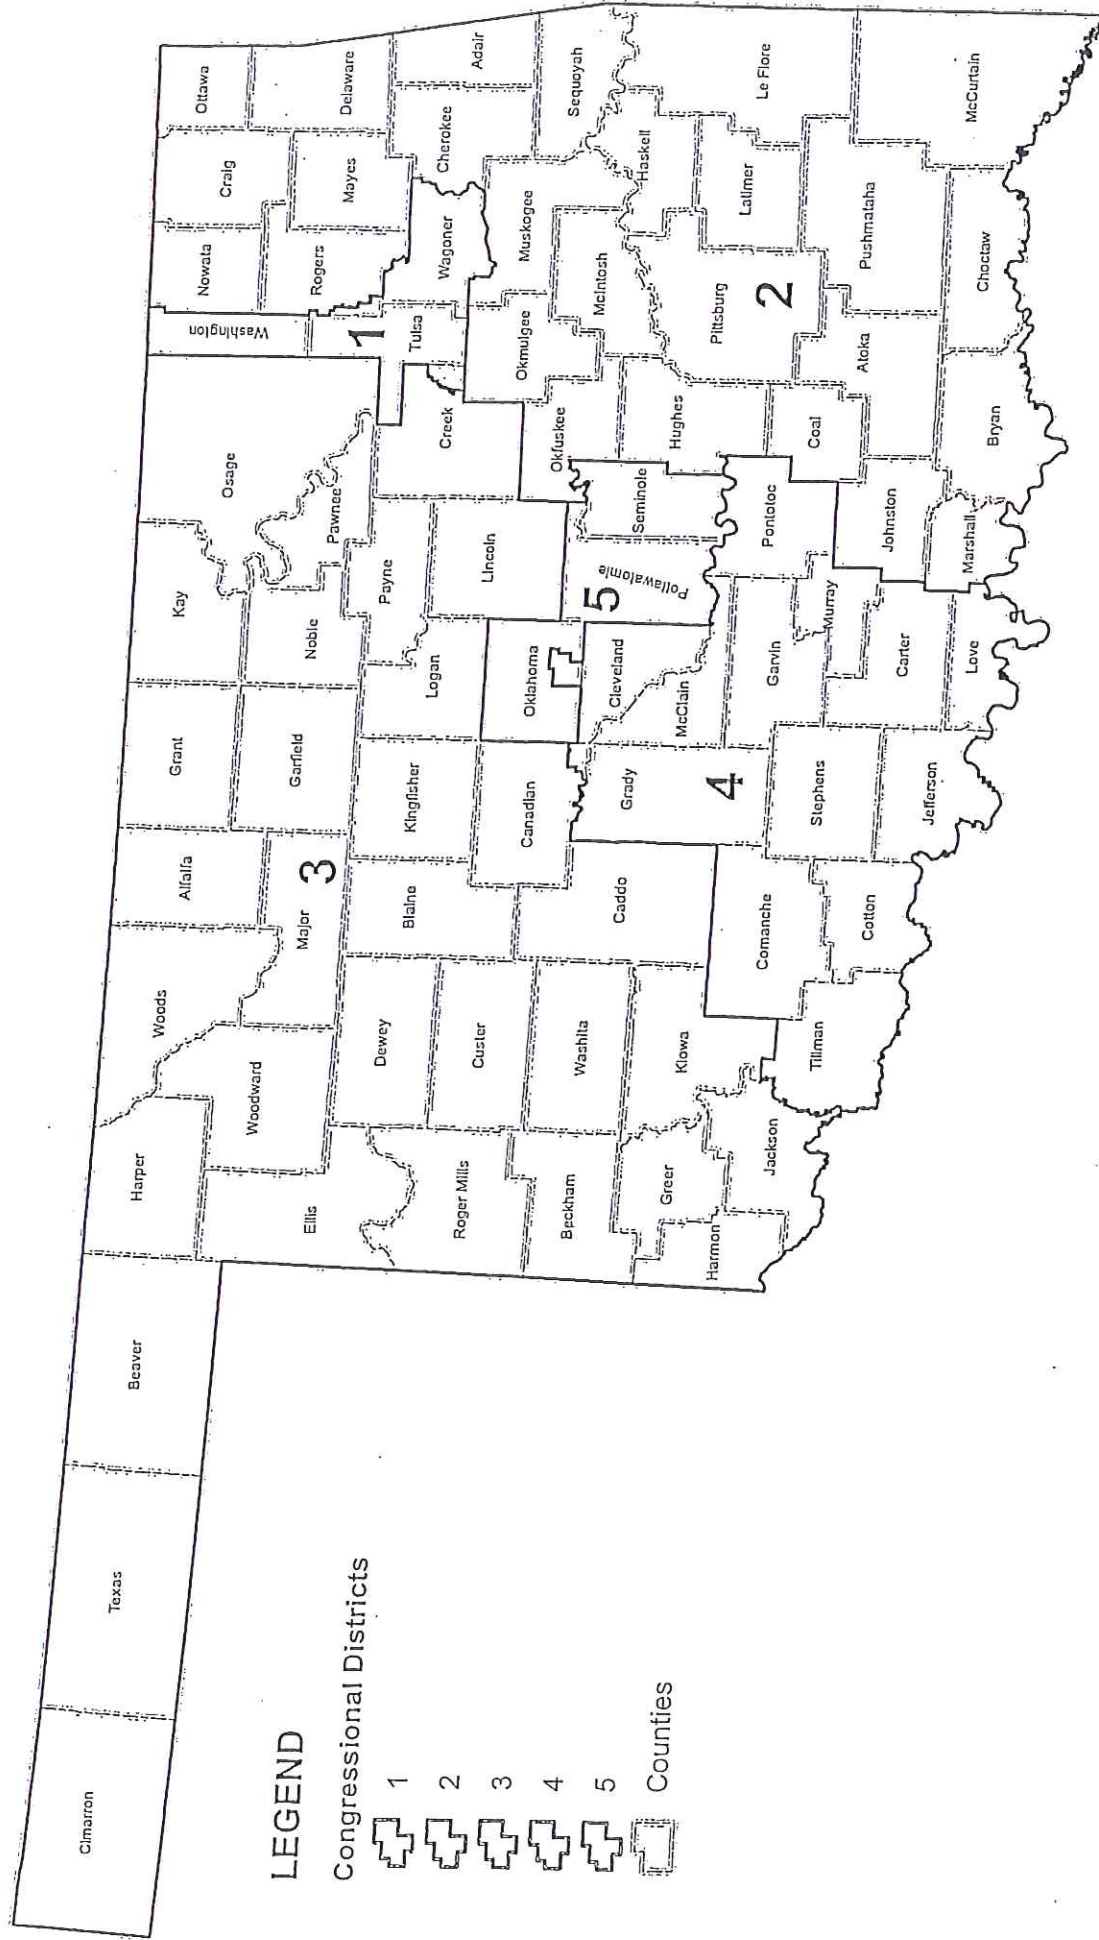 Cimarron
Texas
Beaver
Harper
Woods
Alfalfa
Grant
Kay
Osage
Washington
Nowata
Craig
Ottawa
Ellis
Woodward
Major
3
Garfield
Noble
Pawnee
Rogers
Mayes
Delaware
Roger Mills
Dewey
Blaine
Kingfisher
Logan
Payne
Creek
1
Tulsa
Wagoner
Cherokee
Adair
Beckham
Custer
Canadian
Oklahoma
Lincoln
Okfuskee
Okmulgee
Muskogee
Sequoyah
Washita
Caddo
Grady
Cleveland
5
Pottawatomie
Seminole
Hughes
McIntosh
Haskell
Harmon
Greer
Kiowa
Comanche
4
McClain
Pontotoc
Pittsburg
2
Latimer
Le Flore
Jackson
Tillman
Cotton
Stephens
Garvin
Murray
Coal
Atoka
Pushmataha
McCurtain
Jefferson
Carter
Johnston
Love
Marshall
Bryan
Choctaw
LEGEND
Congressional Districts
1
2
3
4
5
Counties